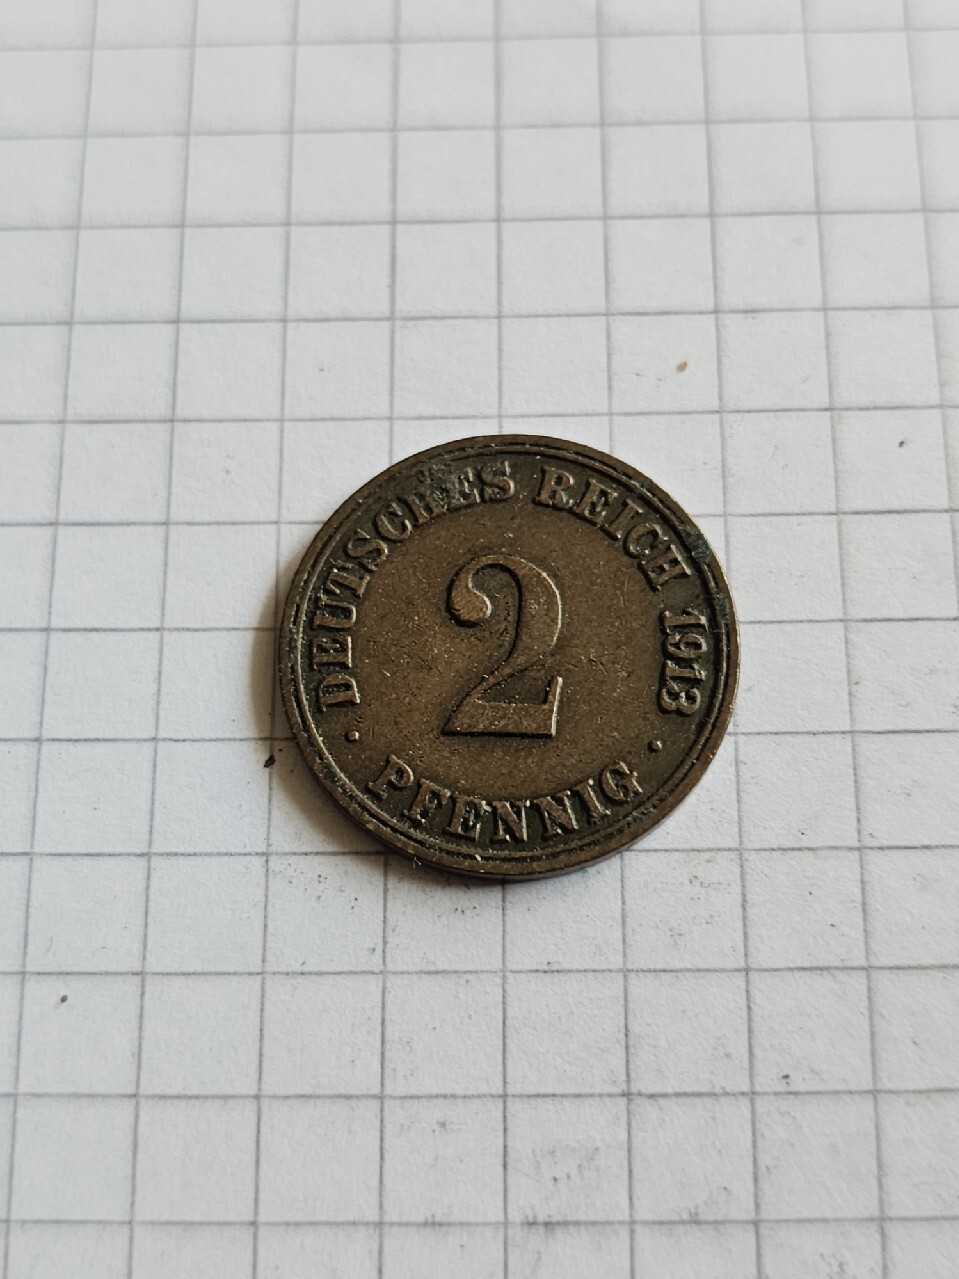 · DEUTSCHES REICH 1913 ·
2
PFENNIG